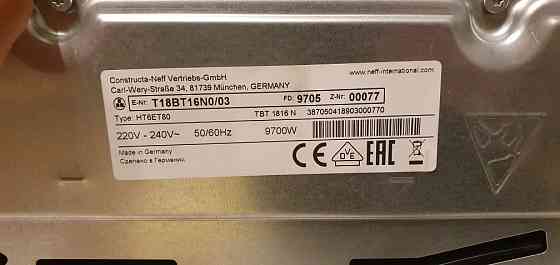 Constructa-Neff Vertriebs-GmbH
Carl-Wery-Straße 34, 81739 München, GERMANY
www.neff-international.com
E-Nr. T18BT16N0/03 FD. 9705 Z-Nr. 00077
Type: HT6ET80 TBT 1816 N 387050418903000770
220V - 240V~ 50/60Hz 9700W
Made in Germany
Сделано в Германии.
CE DVE EAC